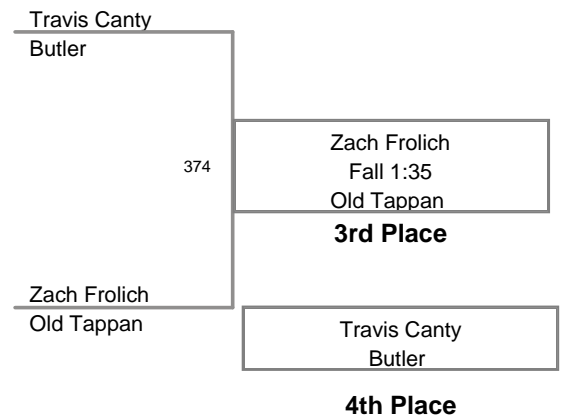 Travis Canty
Butler
Zach Frolich
Fall 1:35
Old Tappan
374
3rd Place
Zach Frolich
Old Tappan
Travis Canty
Butler
4th Place